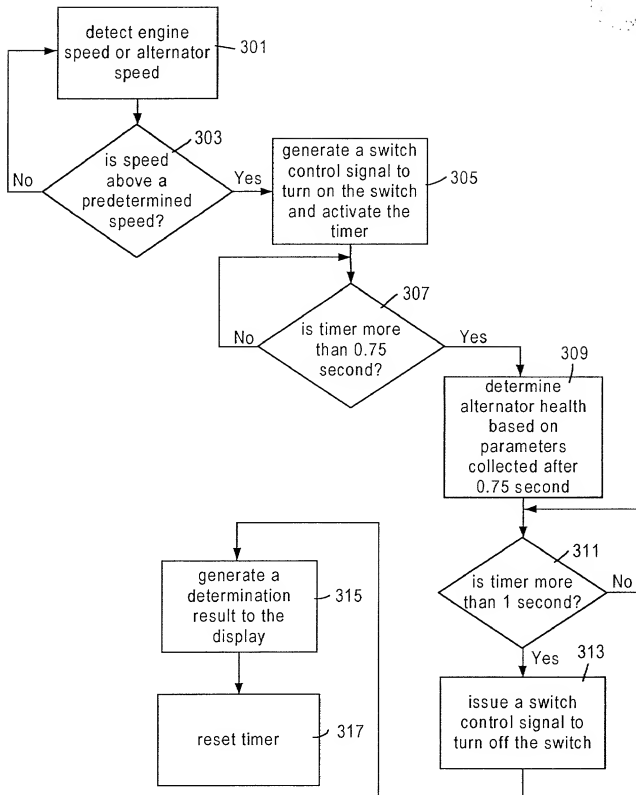 detect engine
speed or alternator
speed
301
303
is speed
above a
predetermined
speed?
No
Yes
generate a switch
control signal to
turn on the switch
and activate the
timer
305
307
is timer more
than 0.75
second?
No
Yes
309
determine
alternator health
based on
parameters
collected after
0.75 second
311
is timer more
than 1 second?
No
Yes
313
issue a switch
control signal to
turn off the switch
generate a
determination
result to the
display
315
reset timer
317